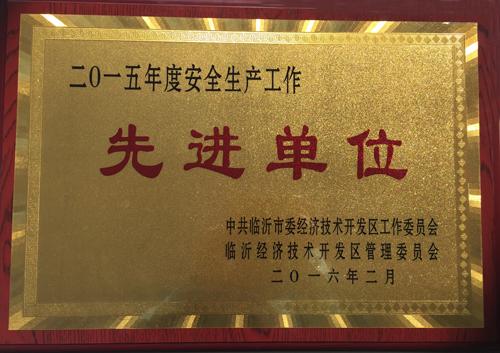 二〇一五年度安全生产工作
先进单位
中共临沂市委经济技术开发区工作委员会
临沂经济技术开发区管理委员会
二〇一六年二月